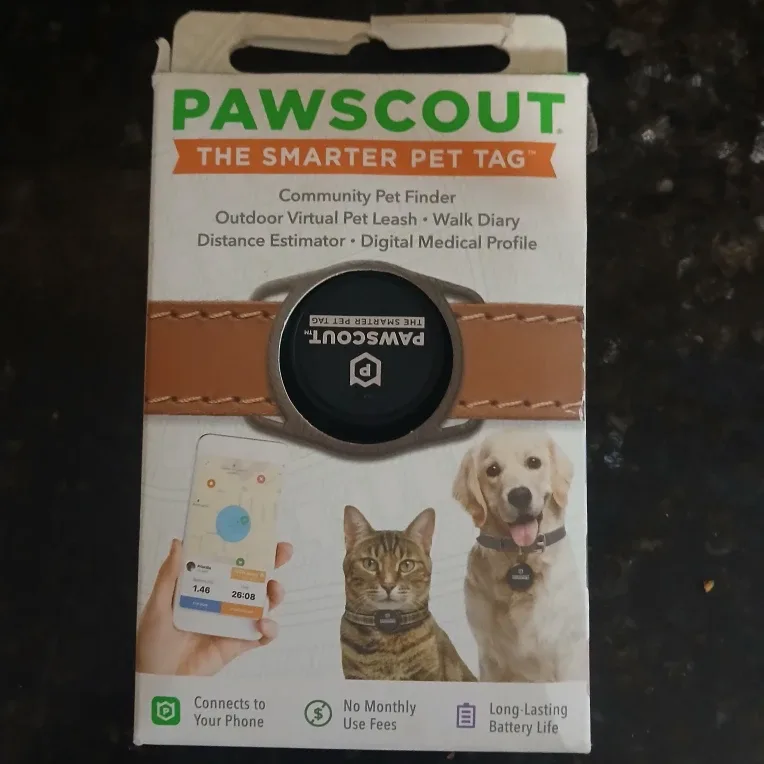 PAWSCOUT®
THE SMARTER PET TAG™
Community Pet Finder
Outdoor Virtual Pet Leash • Walk Diary
Distance Estimator • Digital Medical Profile
P
PAWSCOUT™
THE SMARTER PET TAG
1.46
26:08
P
Connects to
Your Phone
$
No Monthly
Use Fees
Long-Lasting
Battery Life